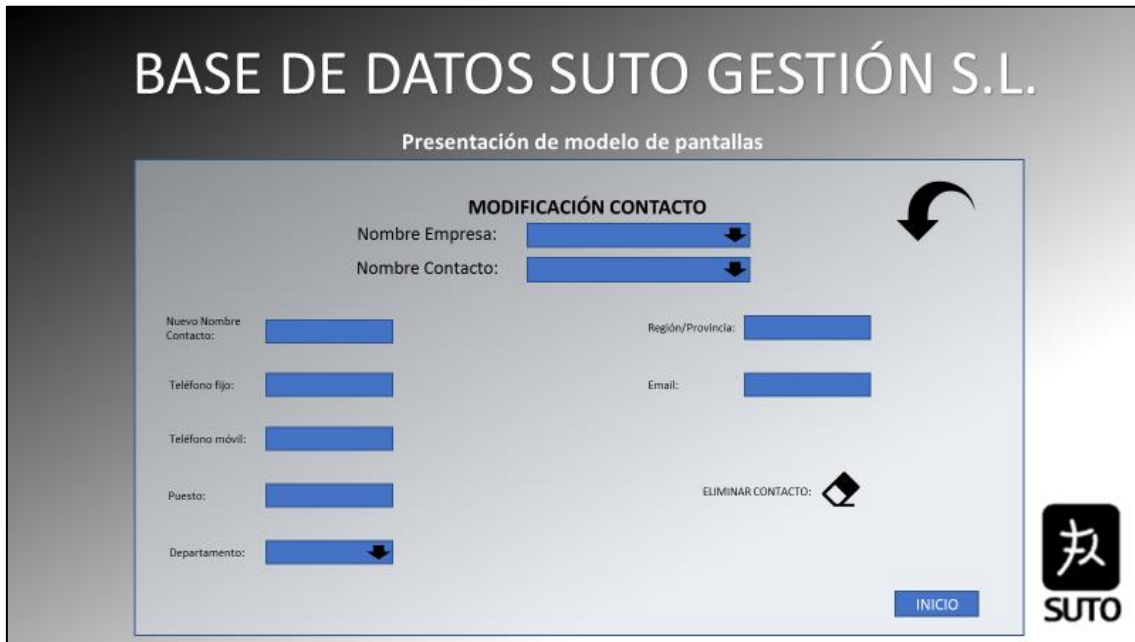 BASE DE DATOS SUTO GESTIÓN S.L.
Presentación de modelo de pantallas
MODIFICACIÓN CONTACTO
Nombre Empresa:
Nombre Contacto:
Nuevo Nombre
Contacto:
Región/Provincia:
Teléfono fijo:
Email:
Teléfono móvil:
Puesto:
ELIMINAR CONTACTO:
Departamento:
INICIO
SUTO